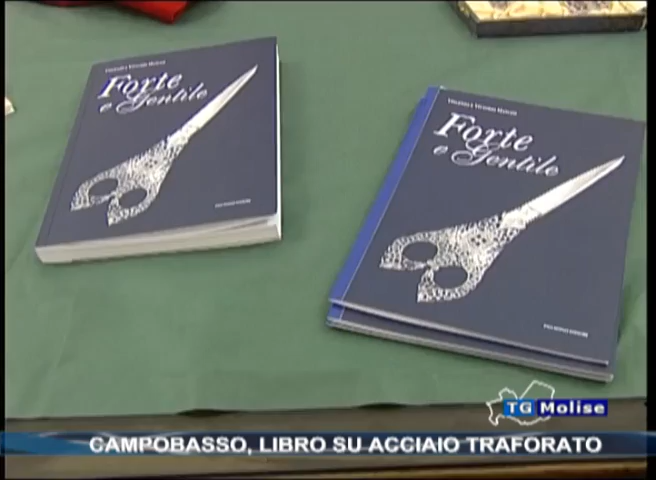 Forte
e Gentile
Forte
e Gentile
TG Molise
CAMPOBASSO, LIBRO SU ACCIAIO TRAFORATO